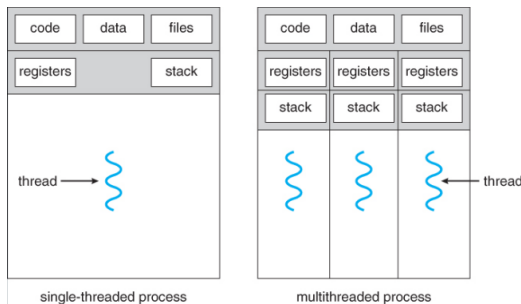 code data files
registers stack
thread
single-threaded process
code data files
registers registers registers
stack stack stack
thread
multithreaded process